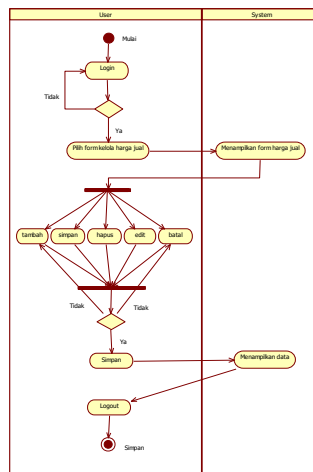 User
System
Mulai
Login
Tidak
Ya
Pilih form kelola harga jual
Menampilkan form harga jual
tambah
simpan
hapus
edit
batal
Tidak
Tidak
Ya
Simpan
Menampilkan data
Logout
Simpan